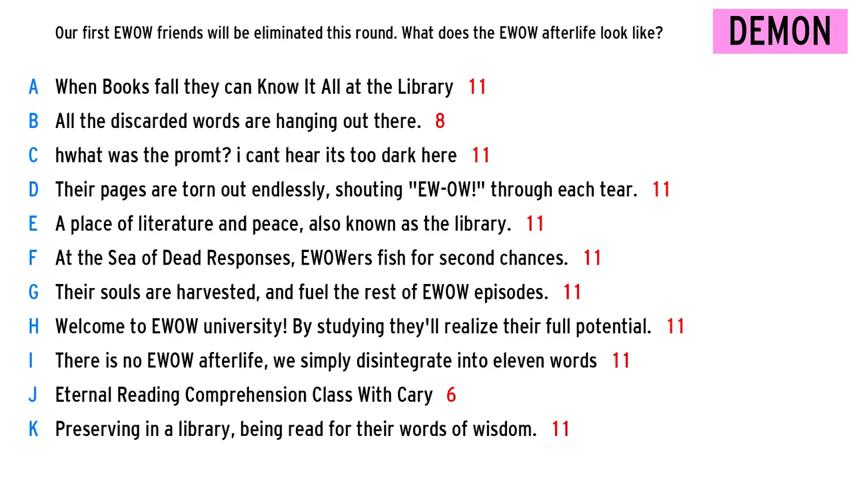 Our first EWOW friends will be eliminated this round. What does the EWOW afterlife look like?
DEMON
A When Books fall they can Know It All at the Library 11
B All the discarded words are hanging out there. 8
C hwhat was the promt? i cant hear its too dark here 11
D Their pages are torn out endlessly, shouting "EW-OW!" through each tear. 11
E A place of literature and peace, also known as the library. 11
F At the Sea of Dead Responses, EWOWers fish for second chances. 11
G Their souls are harvested, and fuel the rest of EWOW episodes. 11
H Welcome to EWOW university! By studying they'll realize their full potential. 11
I There is no EWOW afterlife, we simply disintegrate into eleven words 11
J Eternal Reading Comprehension Class With Cary 6
K Preserving in a library, being read for their words of wisdom. 11